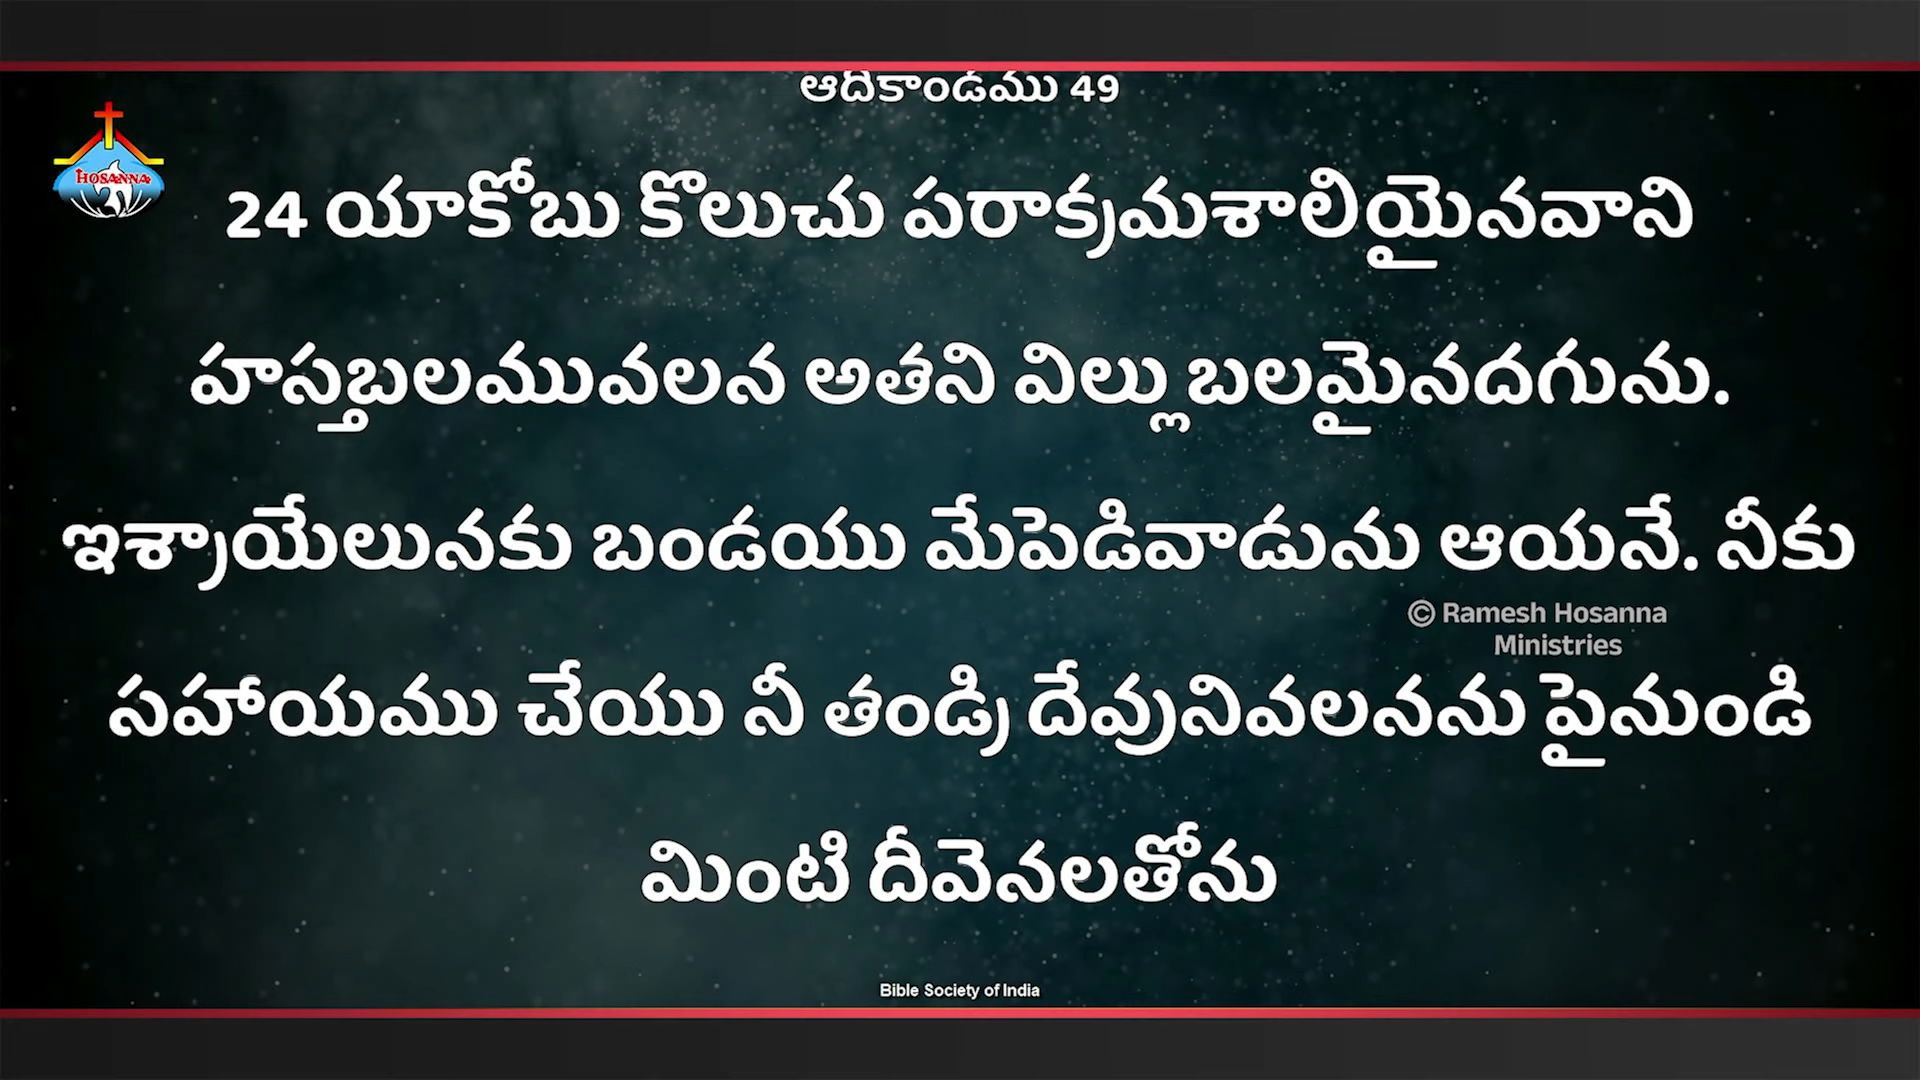 ఆదికాండము 49
HOSANNA
24 యాకోబు కొలుచు పరాక్రమశాలియైనవాని
హస్తబలమువలన అతని విల్లుబలమైనదగును.
ఇశ్రాయేలునకు బండయు మేపెడివాడును ఆయనే. నీకు
© Ramesh Hosanna
Ministries
సహాయము చేయు నీ తండ్రి దేవునివలనను పైనుండి
మింటి దీవెనలతోను
Bible Society of India